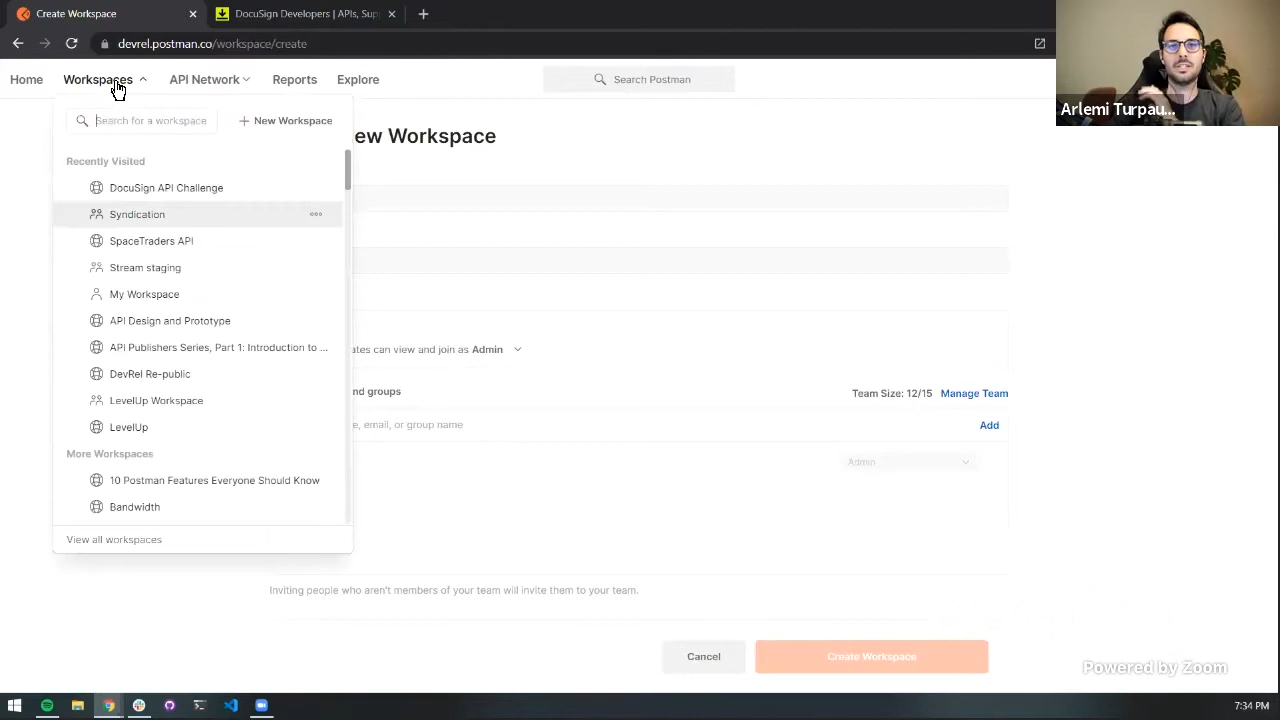 DocuSign Developers | APIs, Sup
devrel.postman.co/workspace/create
Home
Workspaces
API Network
Reports
Explore
Search Postman
Arlemi Turpau...
Search for a workspace
New Workspace
ew Workspace
Recently Visited
DocuSign API Challenge
Syndication
SpaceTraders API
Stream staging
My Workspace
API Design and Prototype
API Publishers Series, Part 1: Introduction to ...
DevRel Re-public
LevelUp Workspace
LevelUp
More Workspaces
10 Postman Features Everyone Should Know
Bandwidth
View all workspaces
ates can view and join as Admin
nd groups
Team Size: 12/15
Manage Team
e, email, or group name
Add
Admin
Inviting people who aren't members of your team will invite them to your team.
Cancel
Create Workspace
Powered by Zoom
7:34 PM